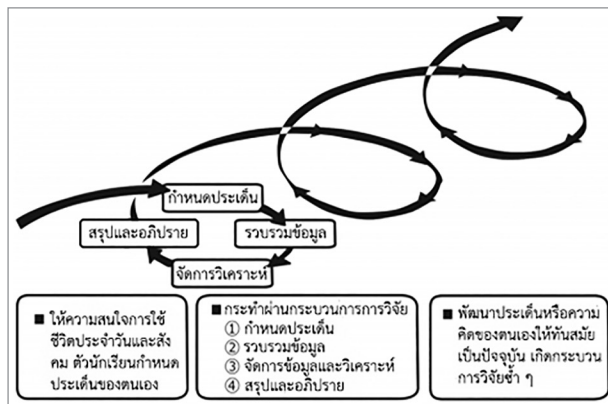 กำหนดประเด็น
สรุปและอภิปราย
รวบรวมข้อมูล
จัดการวิเคราะห์
■ ให้ความสนใจการใช้
ชีวิตประจำวันและสัง
คม ตัวนักเรียนกำหนด
ประเด็นของตนเอง
■ กระทำผ่านกระบวนการการวิจัย
① กำหนดประเด็น
② รวบรวมข้อมูล
③ จัดการข้อมูลและวิเคราะห์
④ สรุปและอภิปราย
■ พัฒนาประเด็นหรือความ
คิดของตนเองให้ทันสมัย
เป็นปัจจุบัน เกิดกระบวน
การวิจัยซ้ำ ๆ